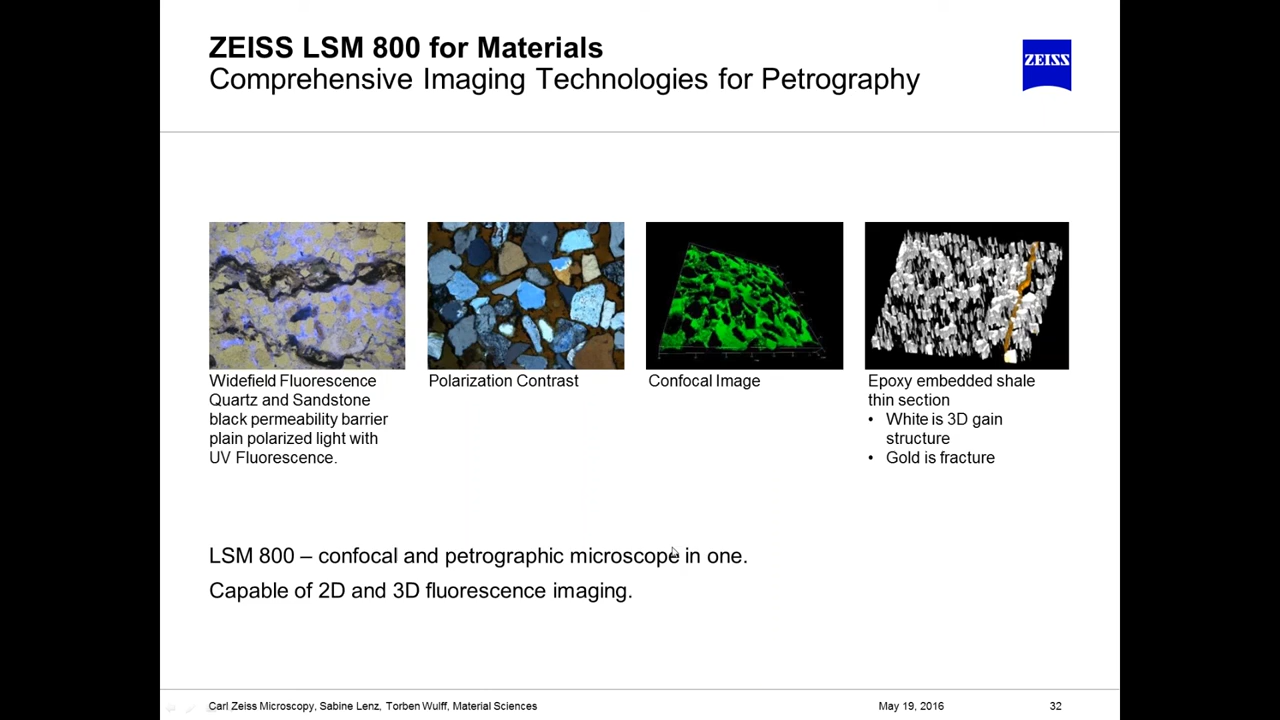 ZEISS LSM 800 for Materials
Comprehensive Imaging Technologies for Petrography
ZEISS
Widefield Fluorescence
Quartz and Sandstone
black permeability barrier
plain polarized light with
UV Fluorescence.
Polarization Contrast
Confocal Image
Epoxy embedded shale
thin section
• White is 3D gain
structure
• Gold is fracture
LSM 800 – confocal and petrographic microscope in one.
Capable of 2D and 3D fluorescence imaging.
Carl Zeiss Microscopy, Sabine Lenz, Torben Wulff, Material Sciences
May 19, 2016
32